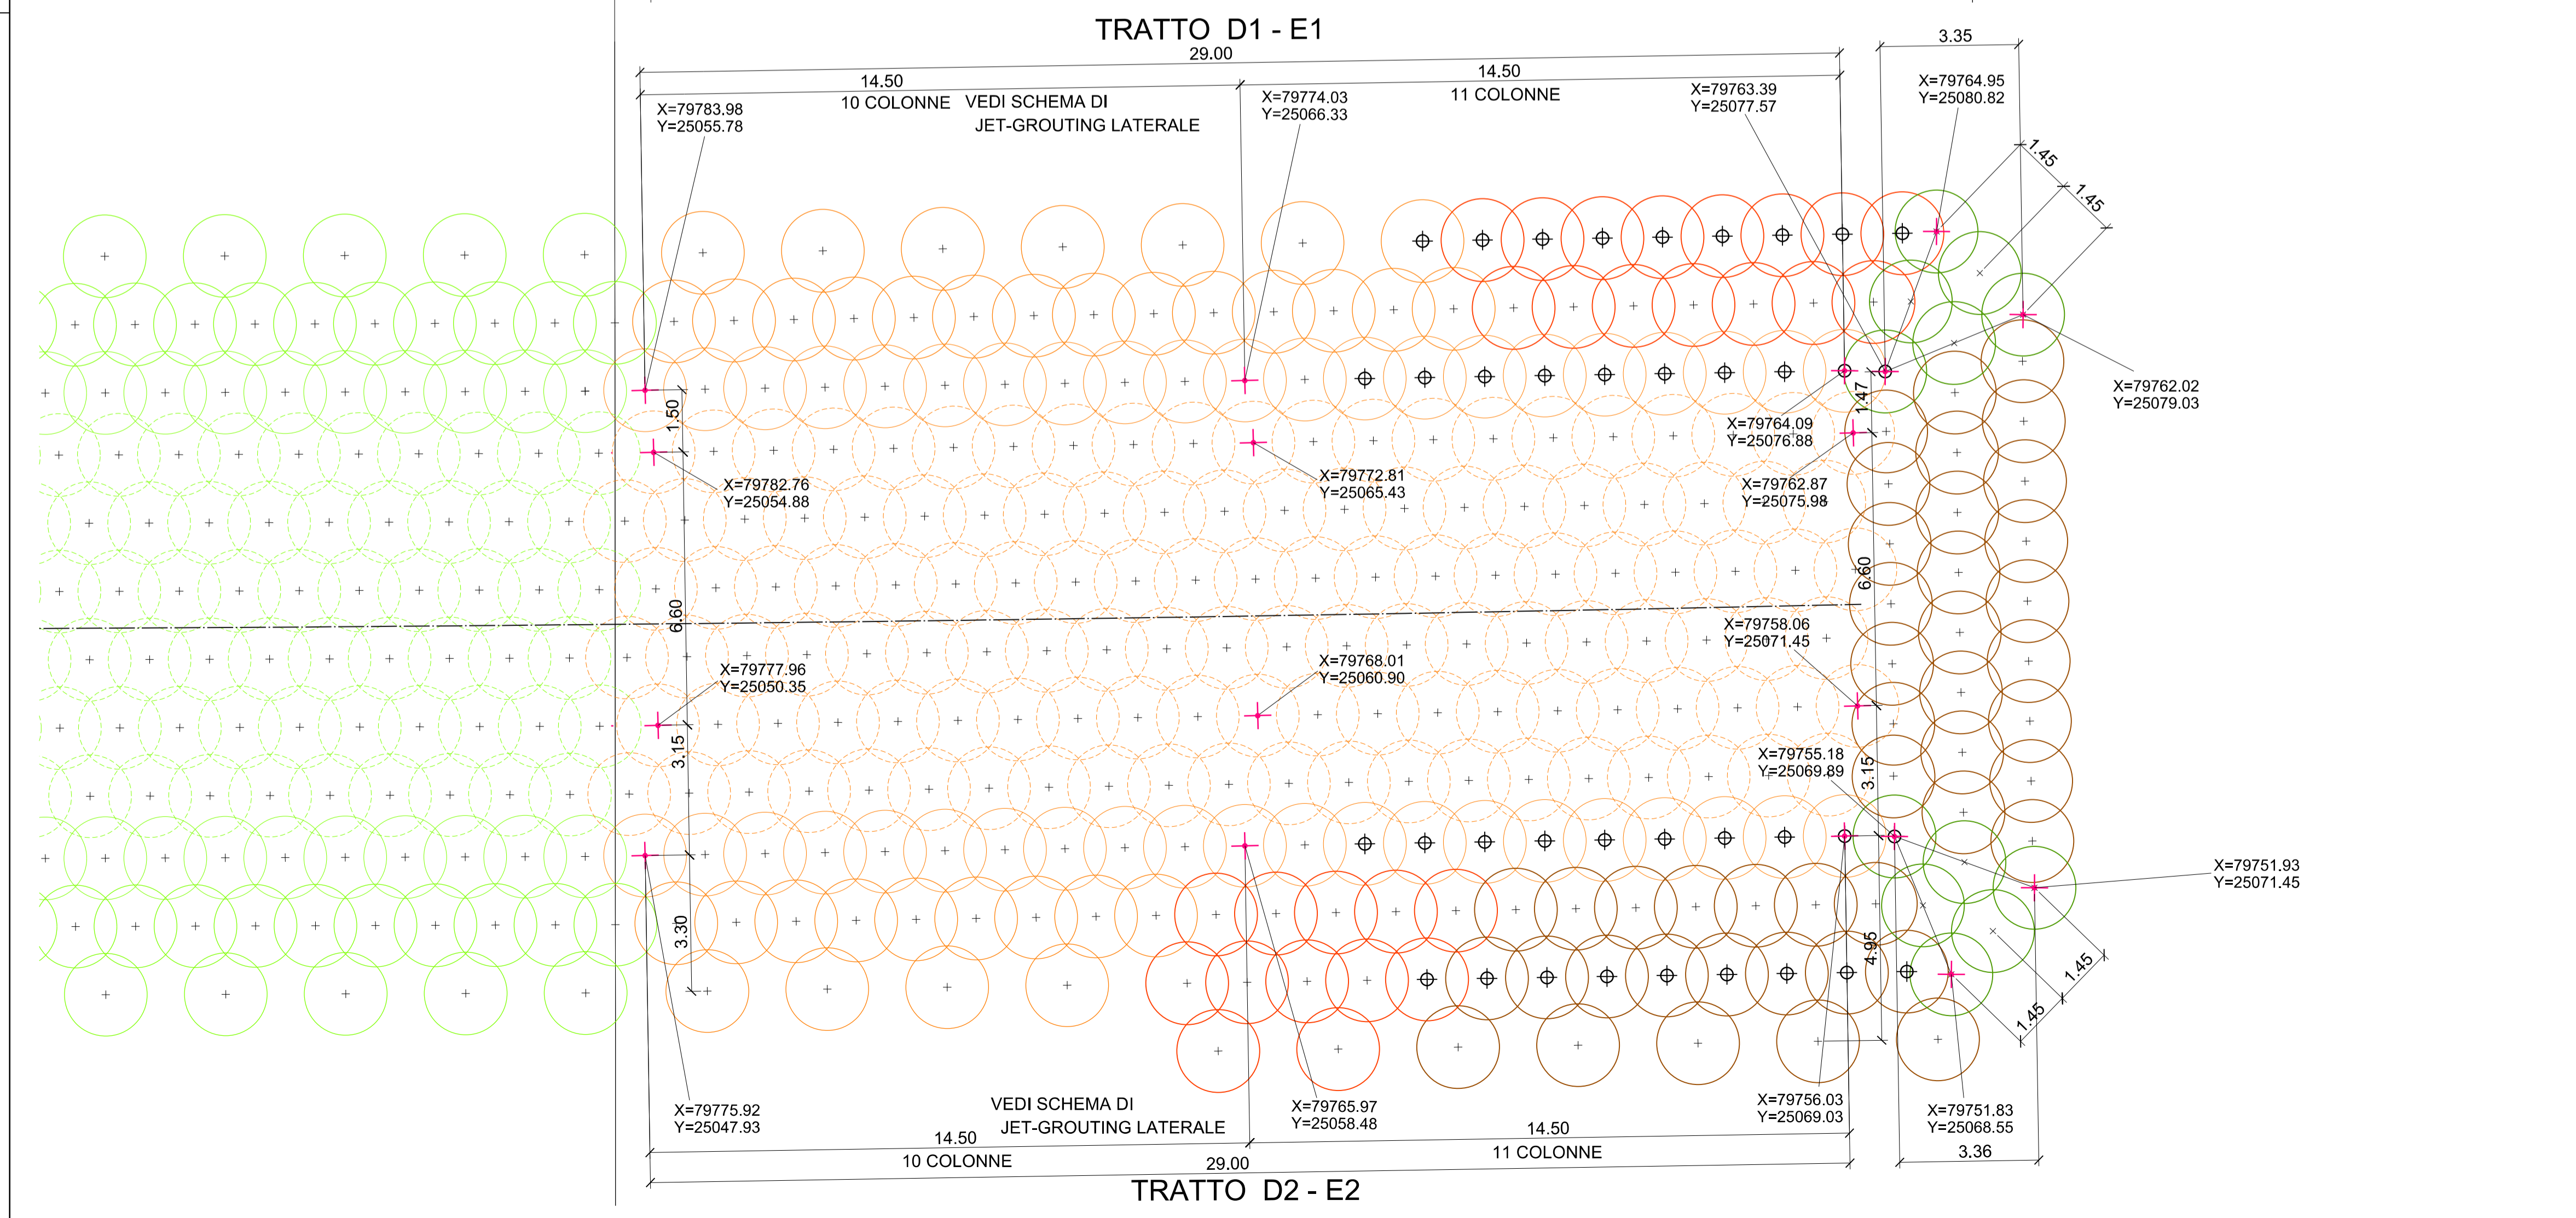 TRATTO D1 - E1
29.00
3.35
14.50
14.50
10 COLONNE
VEDI SCHEMA DI
JET-GROUTING LATERALE
11 COLONNE
X=79783.98
Y=25055.78
X=79774.03
Y=25066.33
X=79763.39
Y=25077.57
X=79764.95
Y=25080.82
1.45
1.45
X=79762.02
Y=25079.03
1.50
1.47
X=79764.09
Y=25076.88
X=79782.76
Y=25054.88
X=79772.81
Y=25065.43
X=79762.87
Y=25075.98
6.60
6.60
X=79758.06
Y=25071.45
X=79777.96
Y=25050.35
X=79768.01
Y=25060.90
3.15
3.15
X=79755.18
Y=25069.89
X=79751.93
Y=25071.45
3.30
4.95
1.45
1.45
X=79775.92
Y=25047.93
VEDI SCHEMA DI
JET-GROUTING LATERALE
X=79765.97
Y=25058.48
X=79756.03
Y=25069.03
X=79751.83
Y=25068.55
14.50
14.50
10 COLONNE
11 COLONNE
3.36
29.00
TRATTO D2 - E2